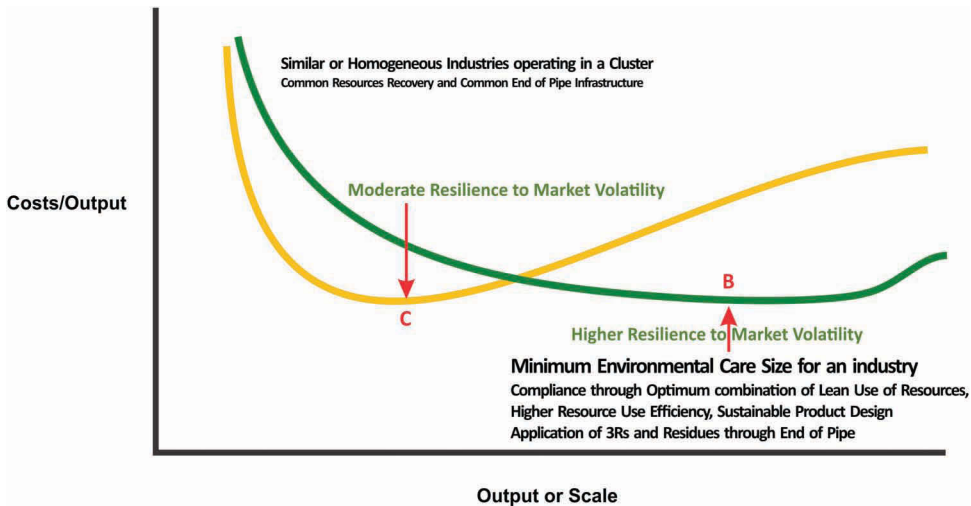 Similar or Homogeneous Industries operating in a Cluster
Common Resources Recovery and Common End of Pipe Infrastructure
Moderate Resilience to Market Volatility
Costs/Output
B
C
Higher Resilience to Market Volatility
Minimum Environmental Care Size for an industry
Compliance through Optimum combination of Lean Use of Resources,
Higher Resource Use Efficiency, Sustainable Product Design
Application of 3Rs and Residues through End of Pipe
Output or Scale